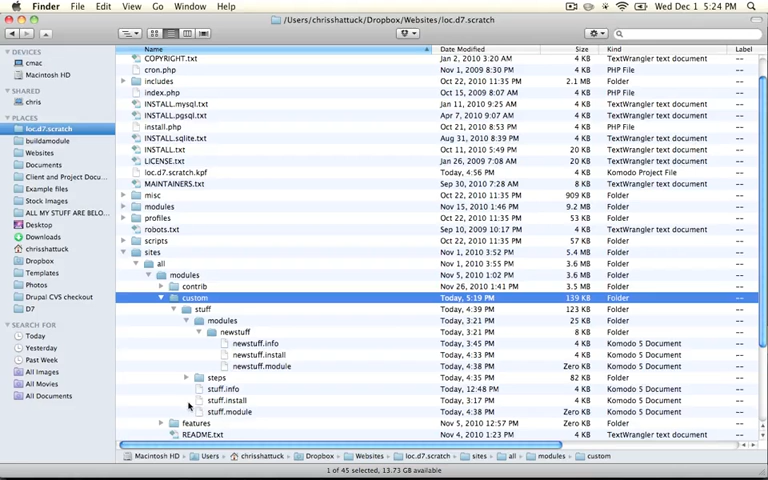 Finder File Edit View Go Window Help Wed Dec 1 5:24 PM
/Users/chrisshattuck/Dropbox/Websites/loc.d7.scratch
Name Date Modified Size Kind Label
COPYRIGHT.txt Jan 2, 2010 3:20 AM 4 KB TextWrangler text document --
cron.php Nov 1, 2009 8:30 PM 4 KB PHP File --
includes Oct 22, 2010 11:35 PM 2.1 MB Folder --
index.php Oct 15, 2009 8:07 AM 4 KB PHP File --
INSTALL.mysql.txt Jan 11, 2010 9:25 AM 4 KB TextWrangler text document --
INSTALL.pgsql.txt Apr 7, 2010 9:07 AM 4 KB TextWrangler text document --
install.php Oct 21, 2010 8:53 PM 4 KB PHP File --
INSTALL.sqlite.txt Aug 31, 2010 8:39 PM 4 KB TextWrangler text document --
INSTALL.txt Oct 11, 2010 5:49 PM 20 KB TextWrangler text document --
LICENSE.txt Jan 26, 2009 7:08 AM 20 KB TextWrangler text document --
loc.d7.scratch.kpf Today, 4:56 PM 4 KB Komodo Project File --
MAINTAINERS.txt Sep 30, 2010 7:28 AM 8 KB TextWrangler text document --
misc Oct 22, 2010 11:35 PM 909 KB Folder --
modules Nov 15, 2010 1:46 PM 9.2 MB Folder --
profiles Oct 22, 2010 11:35 PM 53 KB Folder --
robots.txt Sep 10, 2009 10:17 PM 4 KB TextWrangler text document --
scripts Oct 22, 2010 11:35 PM 57 KB Folder --
sites Nov 1, 2010 3:52 PM 5.4 MB Folder --
all Nov 1, 2010 3:55 PM 3.6 MB Folder --
modules Nov 5, 2010 1:02 PM 3.6 MB Folder --
contrib Nov 26, 2010 1:41 PM 3.5 MB Folder --
custom Today, 5:19 PM 139 KB Folder --
stuff Today, 4:39 PM 123 KB Folder --
modules Today, 3:21 PM 25 KB Folder --
newstuff Today, 3:21 PM 8 KB Folder --
newstuff.info Today, 3:45 PM 4 KB Komodo 5 Document --
newstuff.install Today, 4:33 PM 4 KB Komodo 5 Document --
newstuff.module Today, 3:21 PM Zero KB Komodo 5 Document --
steps Today, 4:35 PM 82 KB Folder --
stuff.info Today, 12:48 PM 4 KB Komodo 5 Document --
stuff.install Today, 3:17 PM 4 KB Komodo 5 Document --
stuff.module Today, 4:38 PM Zero KB Komodo 5 Document --
features Nov 5, 2010 12:57 PM Zero KB Folder --
README.txt Nov 4, 2010 1:23 PM 4 KB TextWrangler text document --
DEVICES
cmac
Macintosh HD
SHARED
chris
PLACES
loc.d7.scratch
buildamodule
Websites
Documents
Client and Project Docu...
Example files
Stock Images
ALL MY STUFF ARE BELO...
Desktop
Downloads
chrisshattuck
Dropbox
Templates
Photos
Drupal CVS checkout
D7
SEARCH FOR
Today
Yesterday
Past Week
All Images
All Movies
All Documents
Macintosh HD Users chrisshattuck Dropbox Websites loc.d7.scratch sites all modules custom
1 of 45 selected, 13.73 GB available